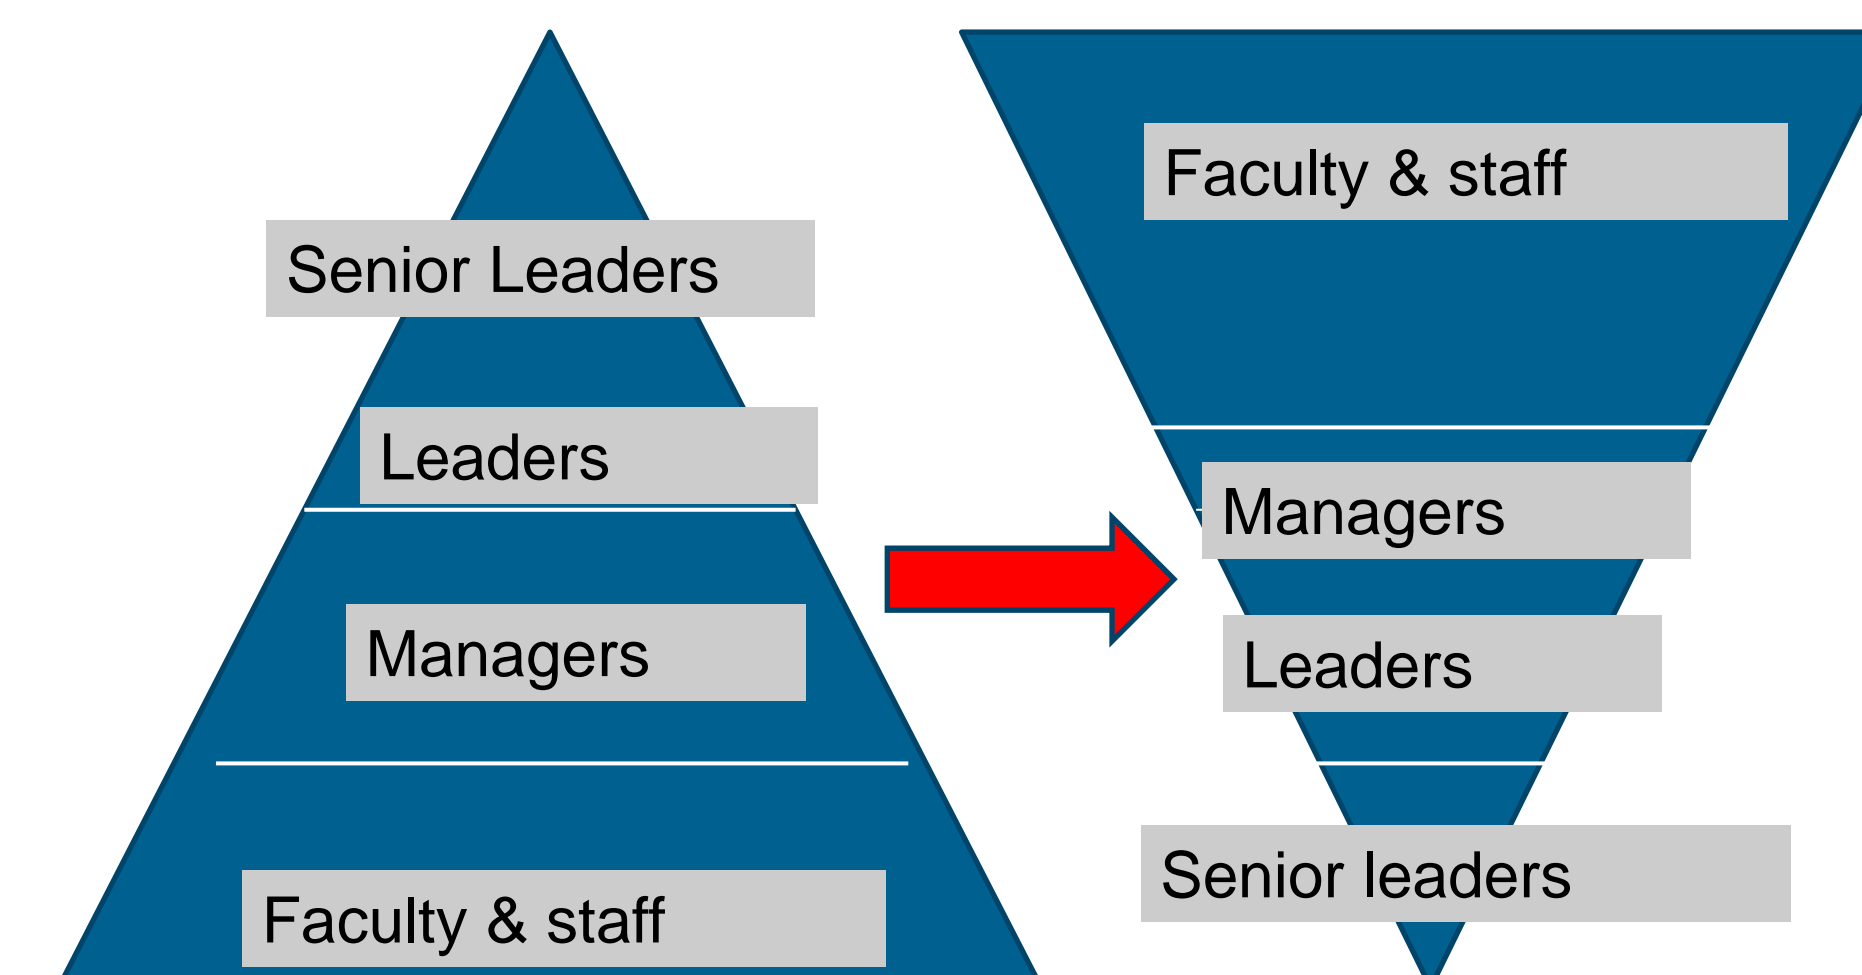 Senior Leaders
Leaders
Managers
Faculty & staff
Faculty & staff
Managers
Leaders
Senior leaders